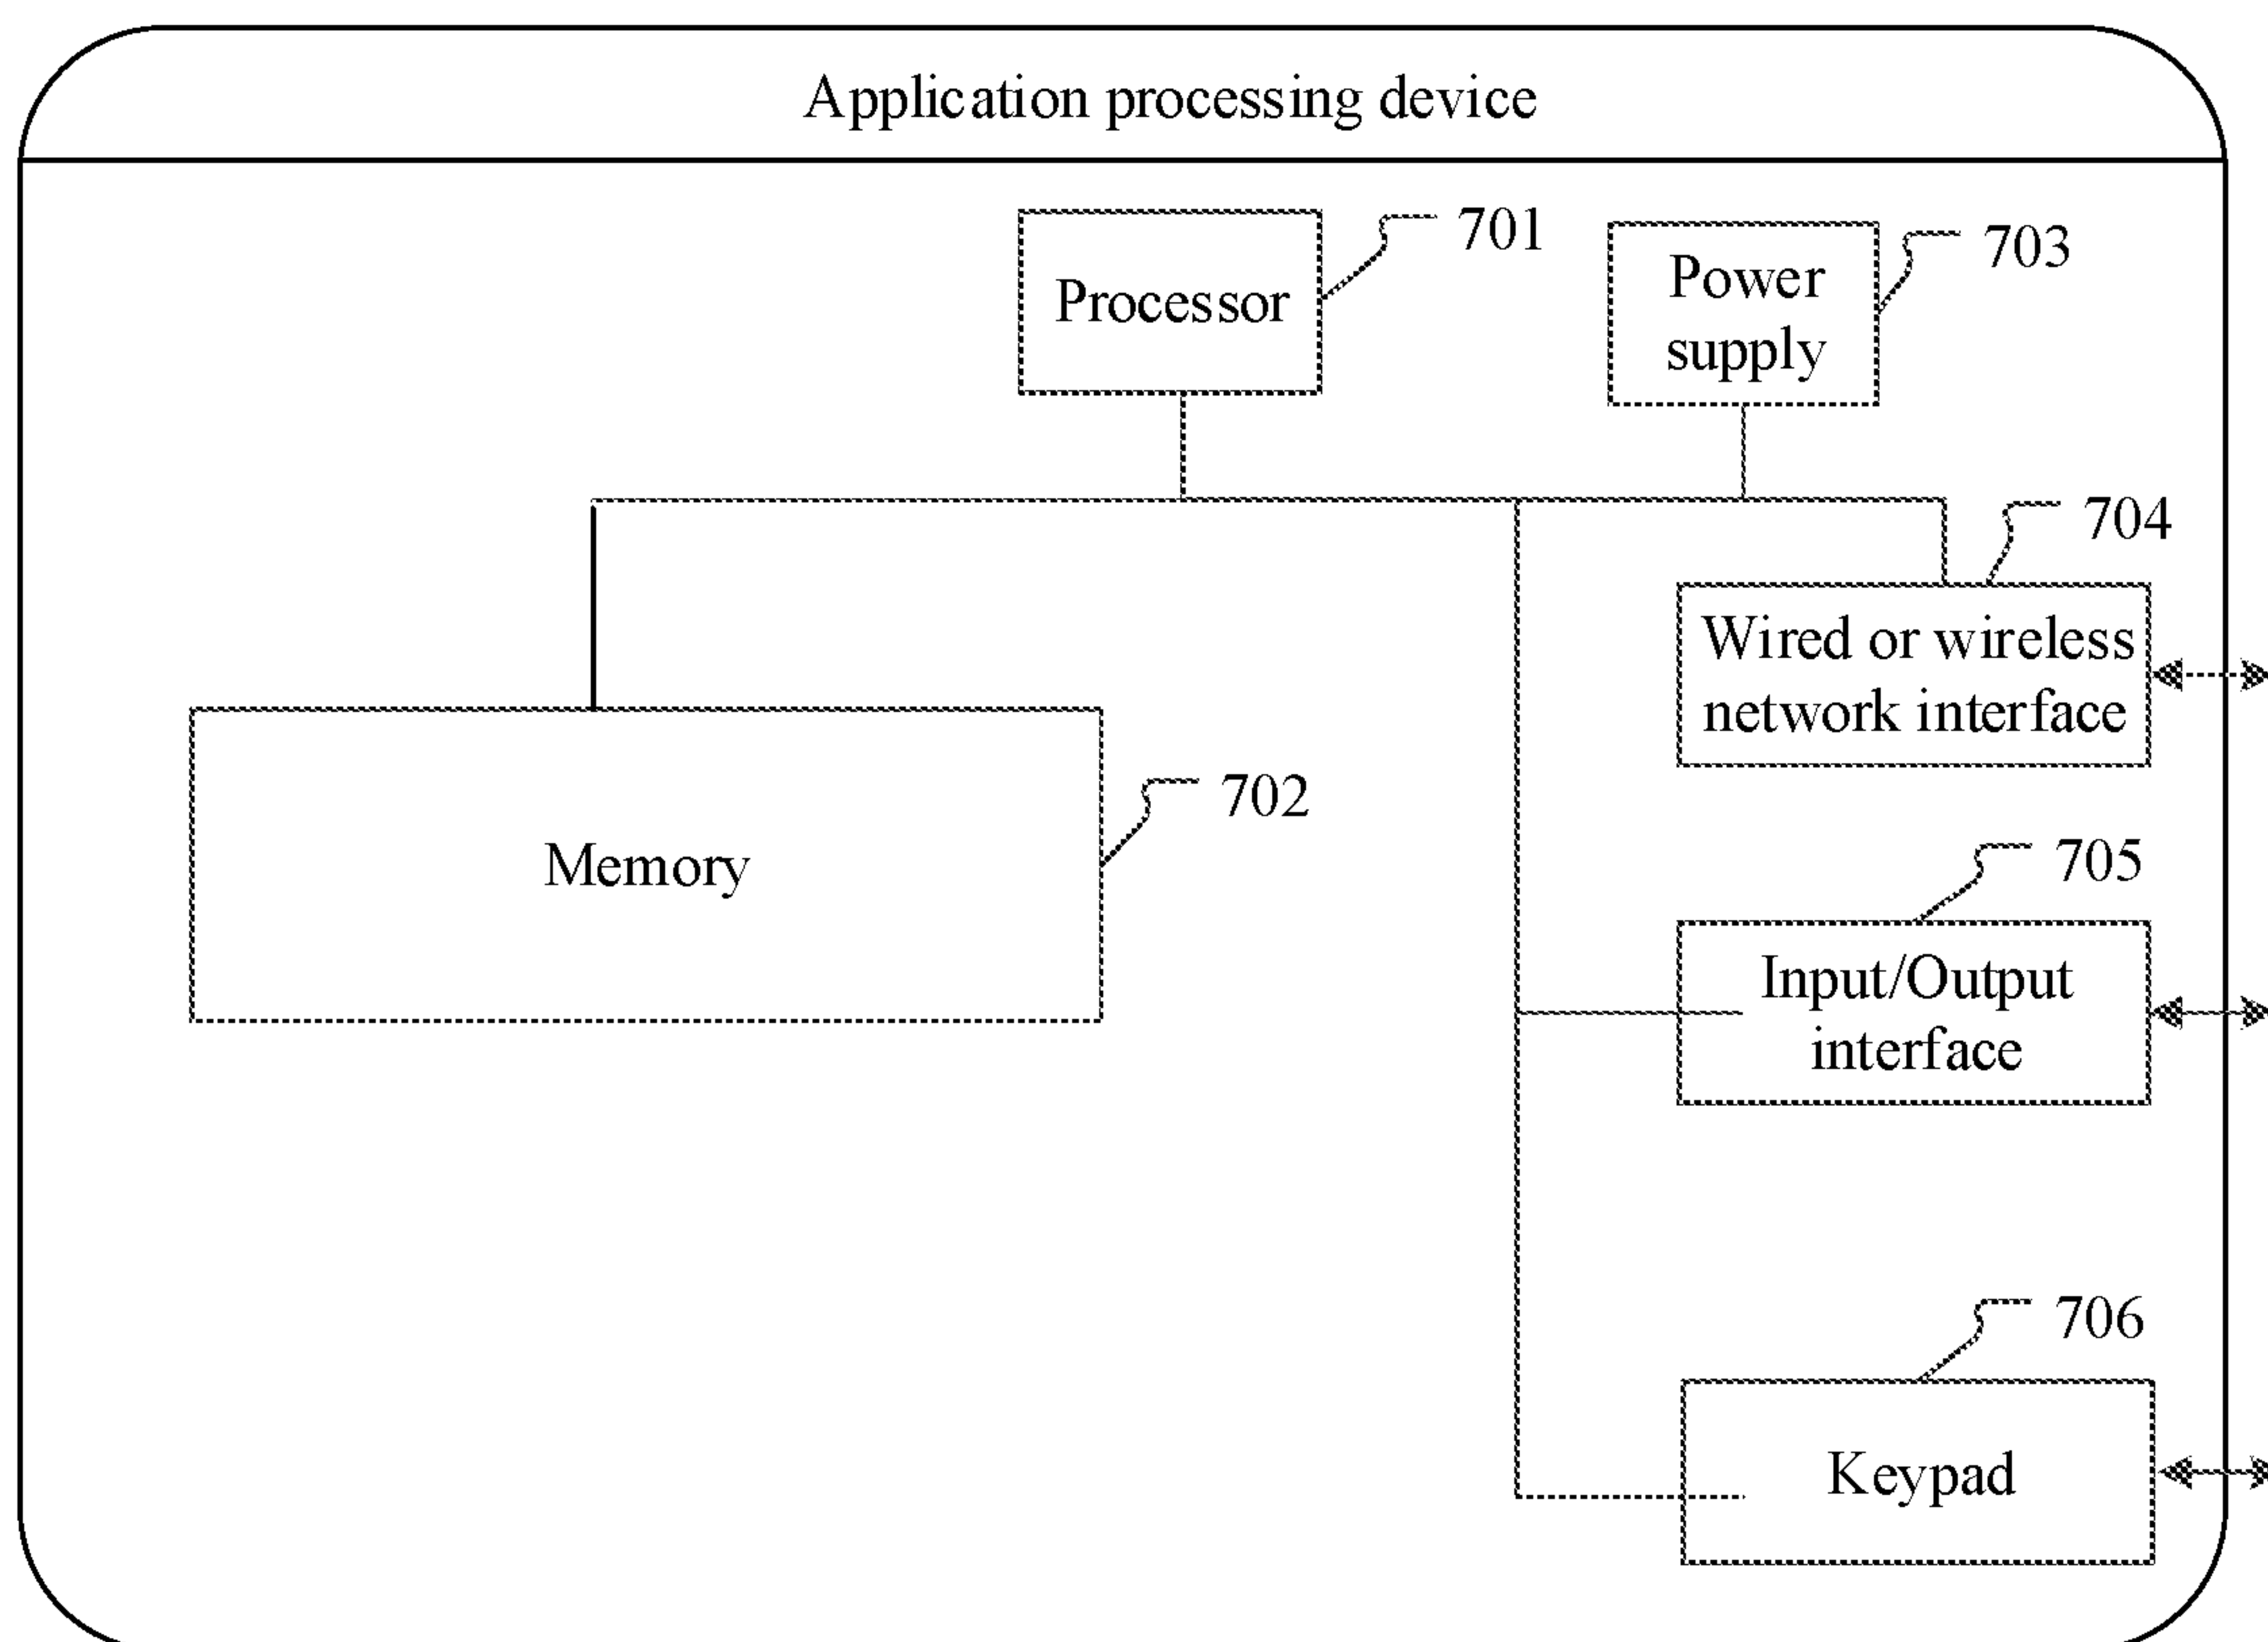 Application processing device
701
Processor
703
Power
supply
704
Wired or wireless
network interface
702
Memory
705
Input/Output
interface
706
Keypad